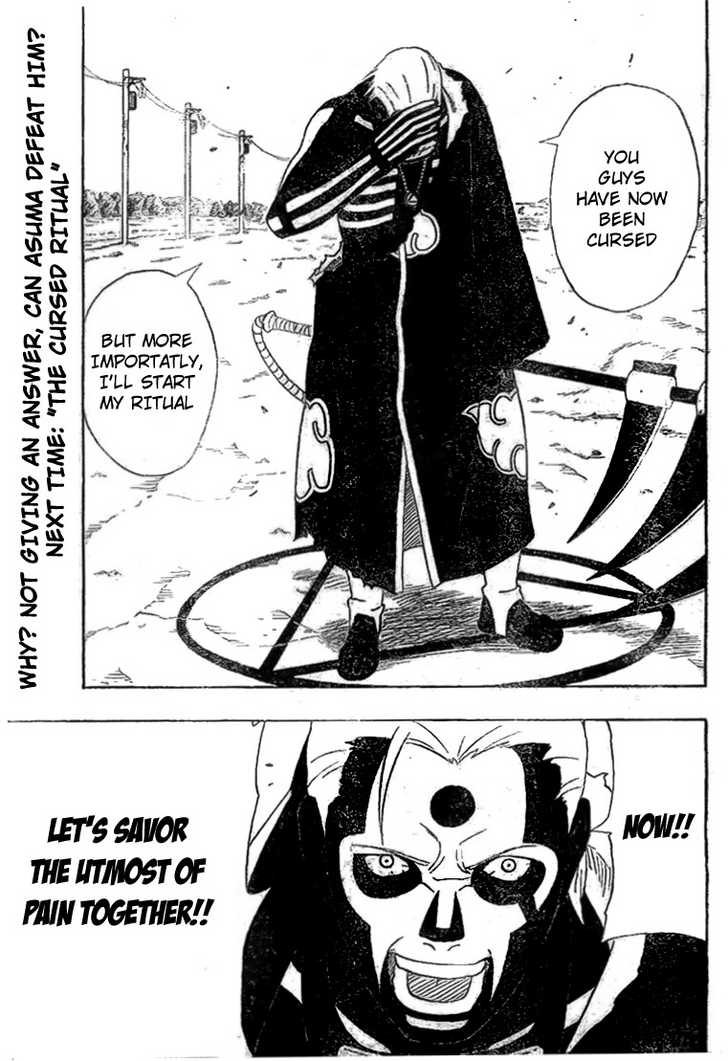 YOU
GUYS
HAVE NOW
BEEN
CURSED
BUT MORE
IMPORTATLY,
I'LL START
MY RITUAL
WHY? NOT GIVING AN ANSWER, CAN ASUMA DEFEAT HIM?
NEXT TIME: "THE CURSED RITUAL"
NOW!!
LET'S SAVOR
THE UTMOST OF
PAIN TOGETHER!!